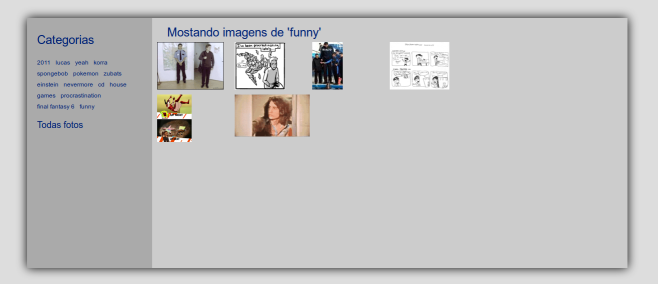 Categorias
2011 lucas yeah korra
spongebob pokemon zubats
einstein nevermore cd house
games procrastination
final fantasy 6 funny
Todas fotos
Mostando imagens de 'funny'